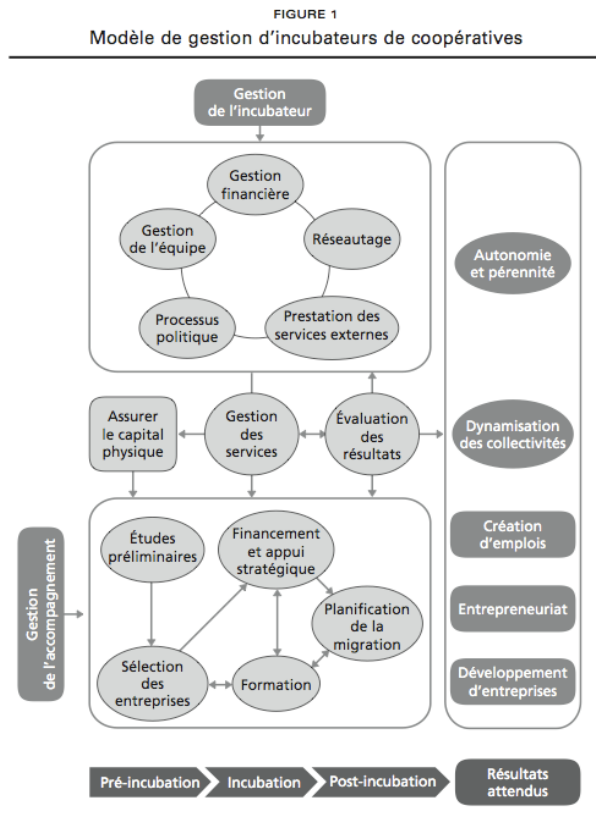 FIGURE 1
Modèle de gestion d'incubateurs de coopératives
Gestion
de l'incubateur
Gestion
financière
Gestion
de l'équipe
Réseautage
Processus
politique
Prestation des
services externes
Autonomie
et pérennité
Assurer
le capital
physique
Gestion
des
services
Évaluation
des
résultats
Dynamisation
des collectivités
Gestion
de l'accompagnement
Études
préliminaires
Financement
et appui
stratégique
Planification
de la
migration
Sélection
des
entreprises
Formation
Création
d'emplois
Entrepreneuriat
Développement
d'entreprises
Pré-incubation
Incubation
Post-incubation
Résultats
attendus